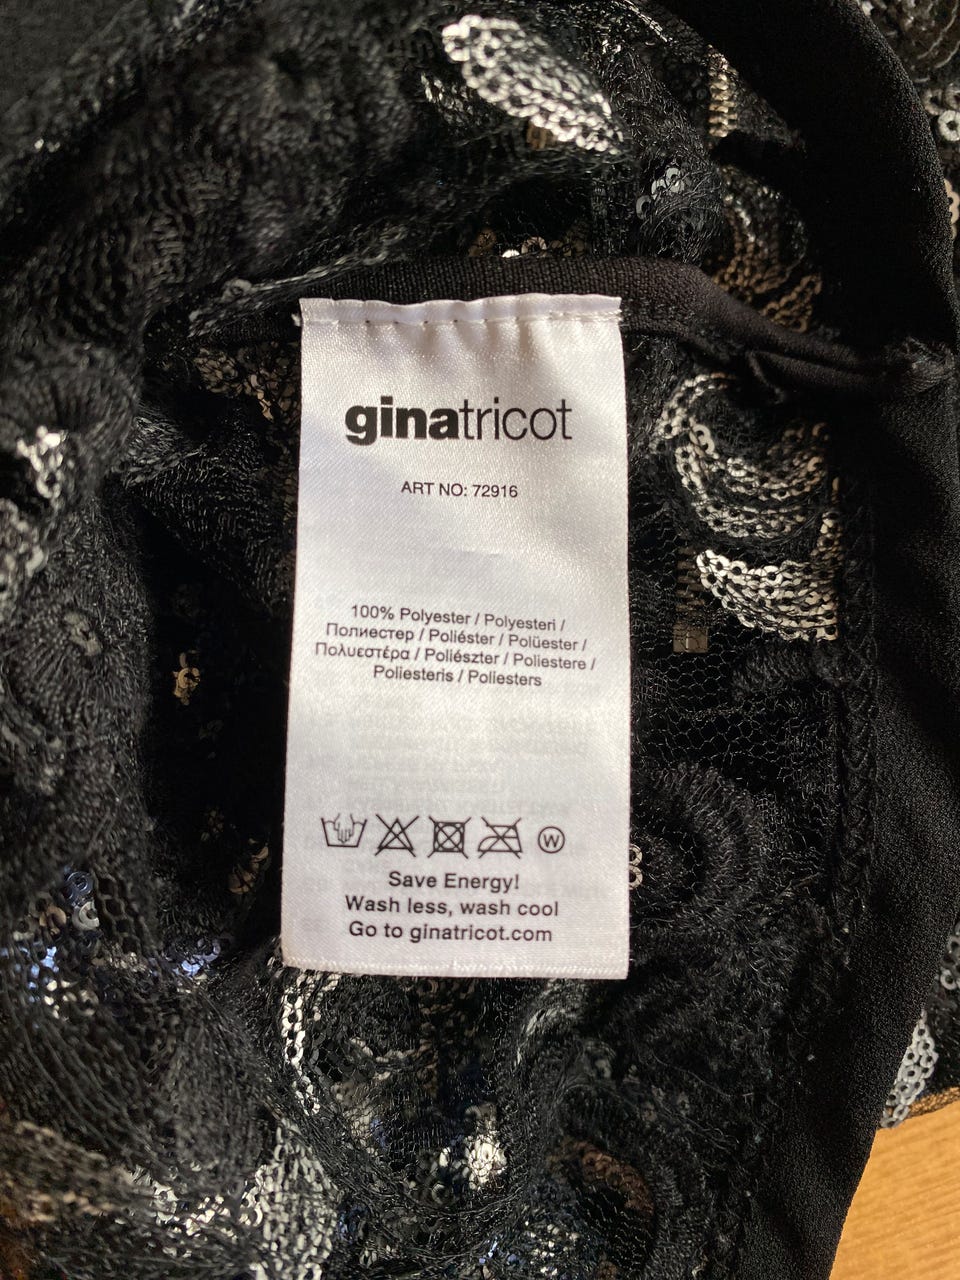 ginatricot
ART NO: 72916
100% Polyester / Polyesteri /
Полиестер / Poliéster / Polüester /
Πολυεστέρα / Poliészter / Poliestere /
Poliesteris / Poliesters
W
Save Energy!
Wash less, wash cool
Go to ginatricot.com